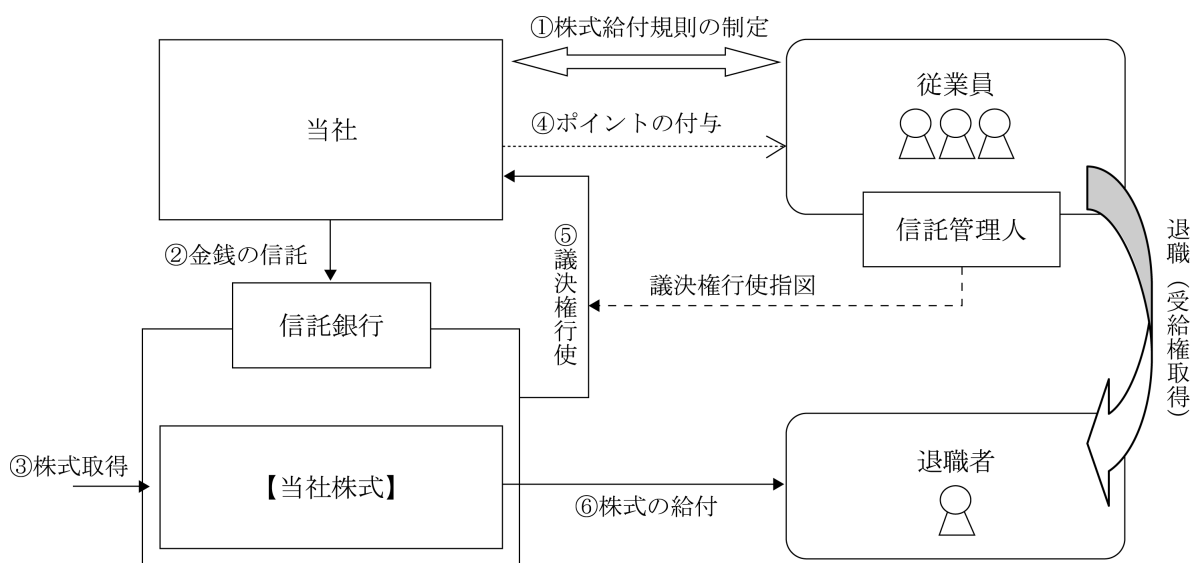 ①株式給付規則の制定
当社
従業員
④ポイントの付与
信託管理人
②金銭の信託
⑤議決権行使
議決権行使指図
退職（受給権取得）
信託銀行
③株式取得
【当社株式】
⑥株式の給付
退職者